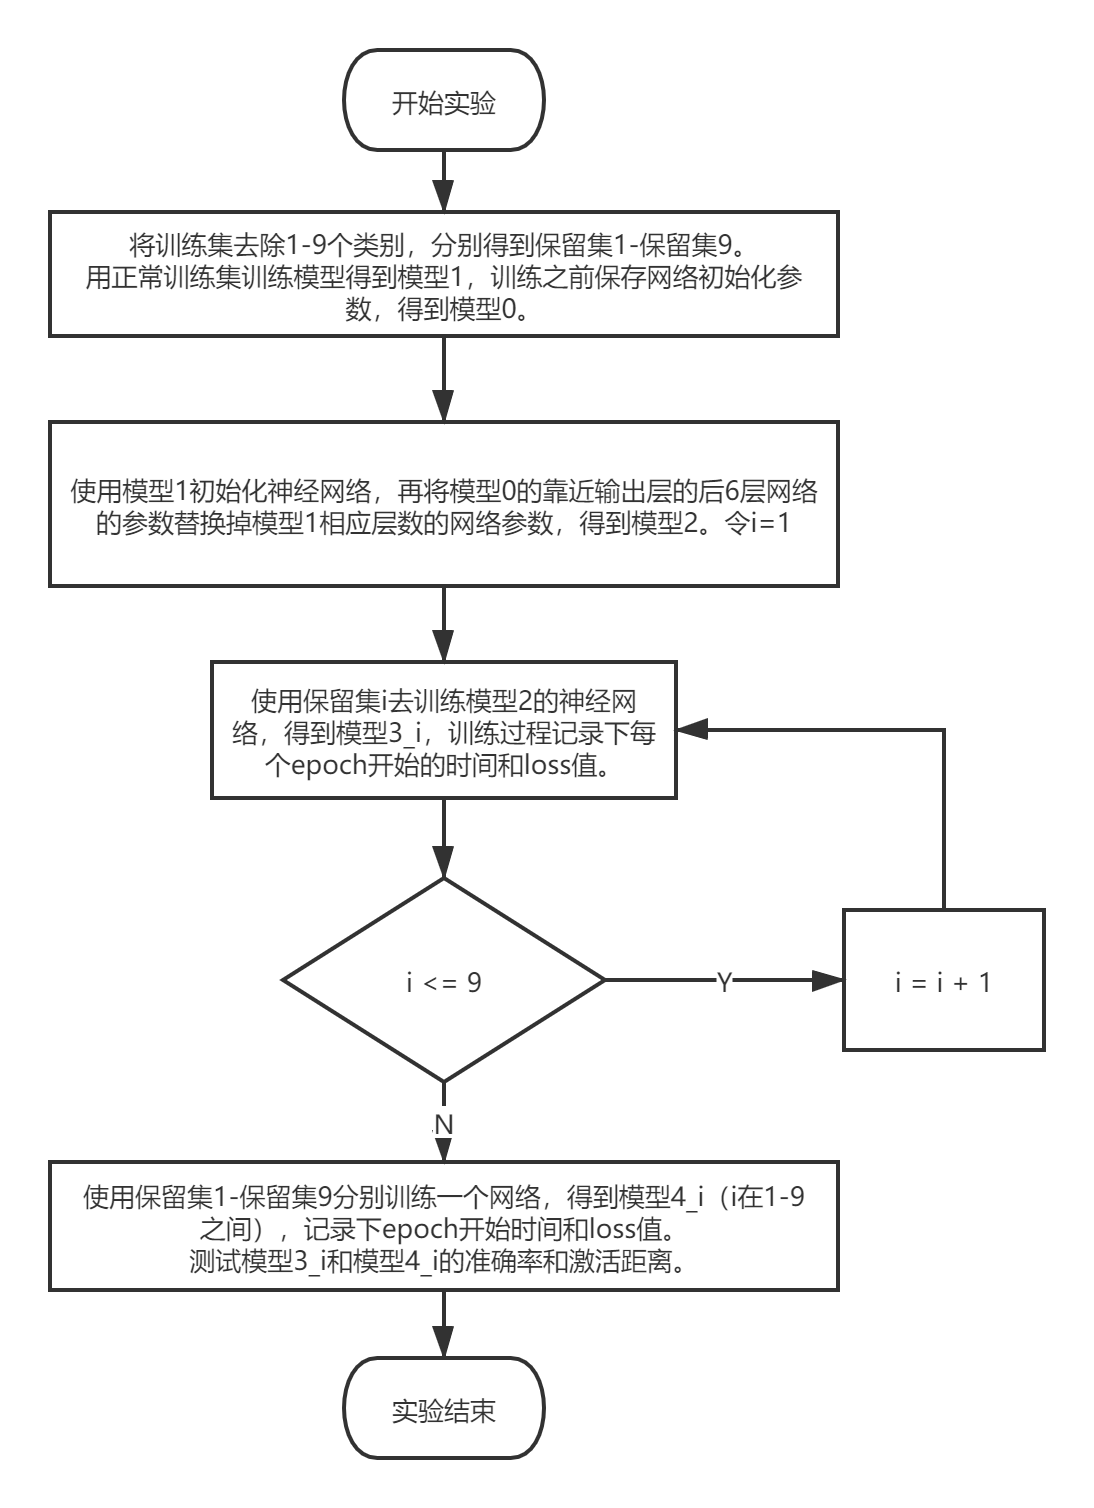 开始实验
将训练集去除1-9个类别，分别得到保留集1-保留集9。
用正常训练集训练模型得到模型1，训练之前保存网络初始化参
数，得到模型0。
使用模型1初始化神经网络，再将模型0的靠近输出层的后6层网络
的参数替换掉模型1相应层数的网络参数，得到模型2。令i=1
使用保留集i去训练模型2的神经网
络，得到模型3_i，训练过程记录下每
个epoch开始的时间和loss值。
i <= 9
Y
i = i + 1
N
使用保留集1-保留集9分别训练一个网络，得到模型4_i（i在1-9
之间），记录下epoch开始时间和loss值。
测试模型3_i和模型4_i的准确率和激活距离。
实验结束